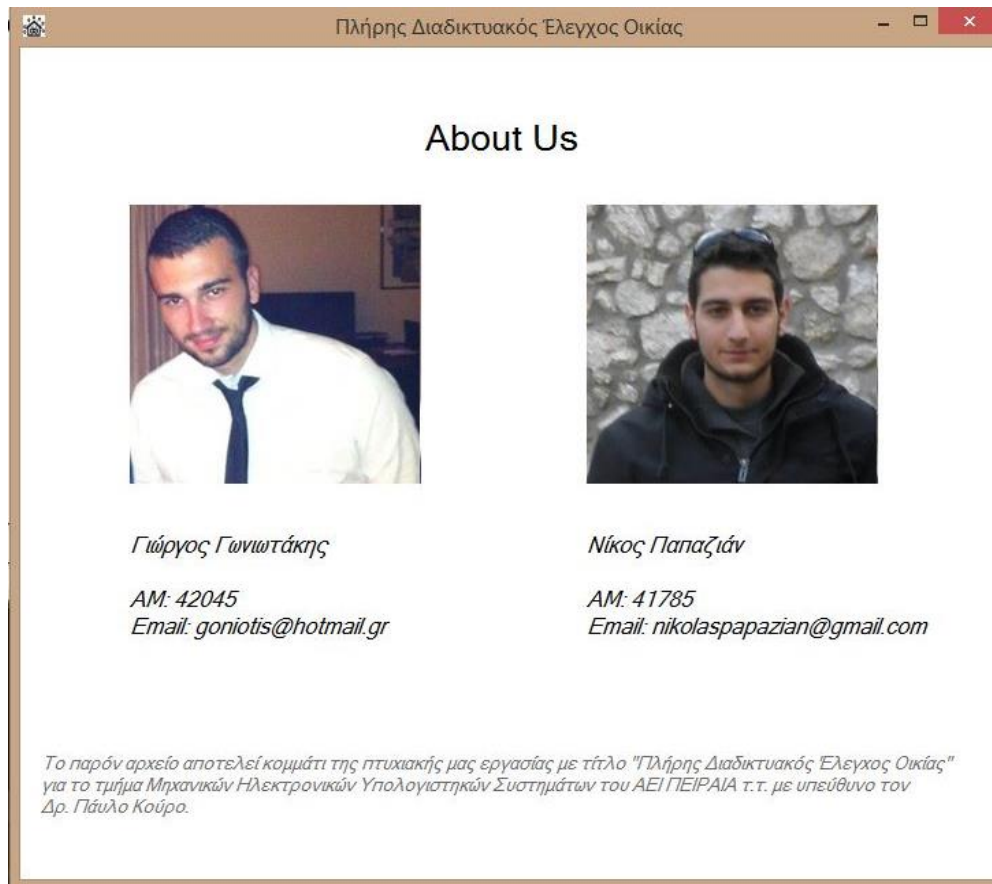 Πλήρης Διαδικτυακός Έλεγχος Οικίας
About Us
Γιώργος Γωνιωτάκης
ΑΜ: 42045
Email: goniotis@hotmail.gr
Νίκος Παπαζιάν
ΑΜ: 41785
Email: nikolaspapazian@gmail.com
Το παρόν αρχείο αποτελεί κομμάτι της πτυχιακής μας εργασίας με τίτλο "Πλήρης Διαδικτυακός Έλεγχος Οικίας"
για το τμήμα Μηχανικών Ηλεκτρονικών Υπολογιστηκών Συστημάτων του ΑΕΙ ΠΕΙΡΑΙΑ τ.τ. με υπεύθυνο τον
Δρ. Πάυλο Κούρο.